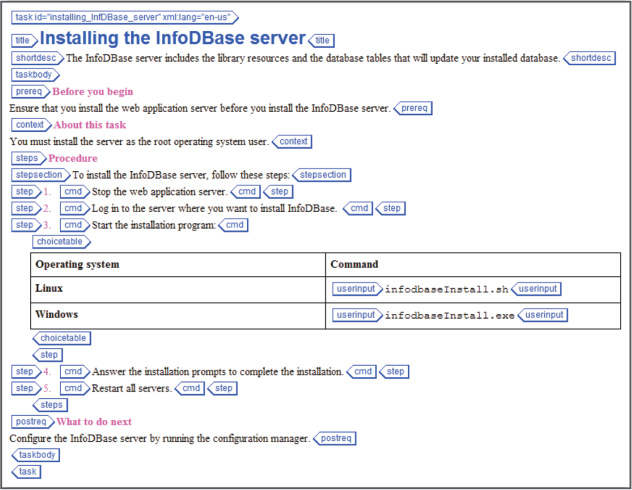 task id="installing_InfDBase_server" xml:lang="en-us"
title Installing the InfoDBase server title
shortdesc The InfoDBase server includes the library resources and the database tables that will update your installed database. shortdesc
taskbody
prereq Before you begin
Ensure that you install the web application server before you install the InfoDBase server. prereq
context About this task
You must install the server as the root operating system user. context
steps Procedure
stepsection To install the InfoDBase server, follow these steps: stepsection
step 1. cmd Stop the web application server. cmd step
step 2. cmd Log in to the server where you want to install InfoDBase. cmd step
step 3. cmd Start the installation program: cmd
choicetable
Operating system Command
Linux userinput infodbaseInstall.sh userinput
Windows userinput infodbaseInstall.exe userinput
choicetable
step
step 4. cmd Answer the installation prompts to complete the installation. cmd step
step 5. cmd Restart all servers. cmd step
steps
postreq What to do next
Configure the InfoDBase server by running the configuration manager. postreq
taskbody
task